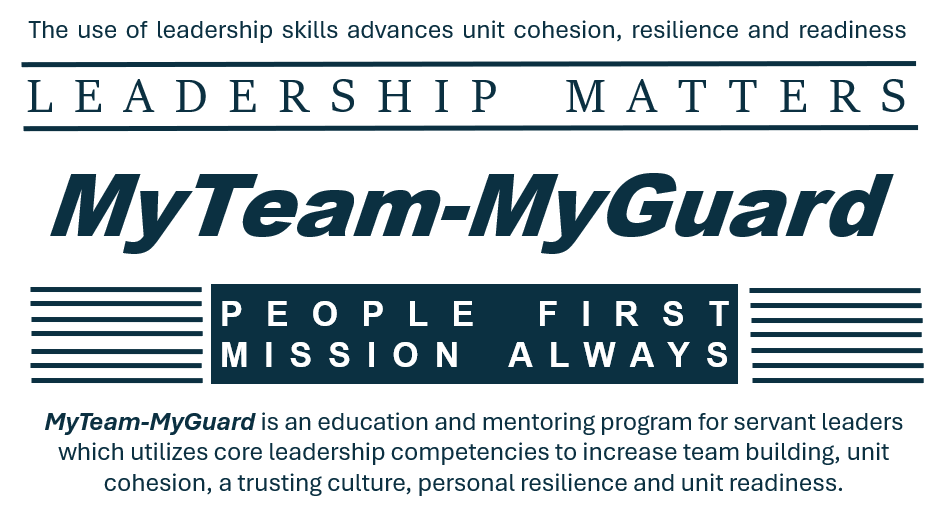 The use of leadership skills advances unit cohesion, resilience and readiness
LEADERSHIP MATTERS
MyTeam-MyGuard
PEOPLE FIRST
MISSION ALWAYS
MyTeam-MyGuard is an education and mentoring program for servant leaders
which utilizes core leadership competencies to increase team building, unit
cohesion, a trusting culture, personal resilience and unit readiness.